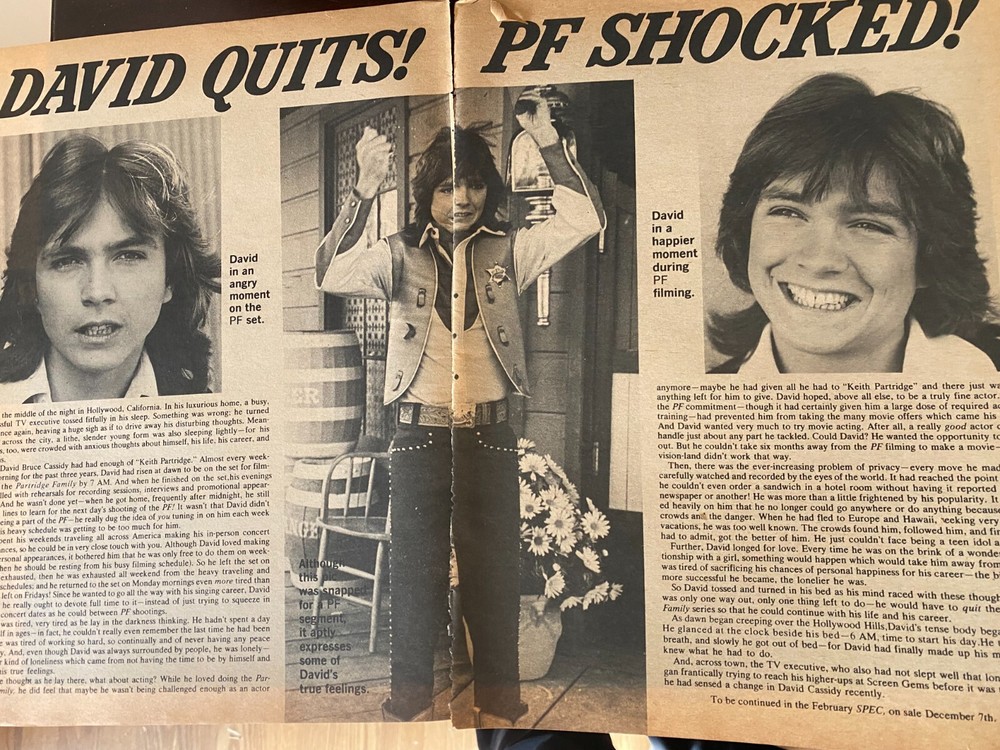 DAVID QUITS! PF SHOCKED!
David
in an
angry
moment
on the
PF set.
the middle of the night in Hollywood, California. In his luxurious home, a busy,
sful TV executive tossed fitfully in his sleep. Something was wrong; he turned
nce again, heaving a huge sigh as if to drive away his disturbing thoughts. Mean-
across the city, a lithe, slender young form was also sleeping lightly—for his
s, too, were crowded with anxious thoughts about himself, his life, his career, and
s.
David Bruce Cassidy had had enough of "Keith Partridge." Almost every week-
orning for the past three years, David had risen at dawn to be on the set for film-
the Partridge Family by 7 AM. And when he finished on the set, his evenings
lled with rehearsals for recording sessions, interviews and promotional appear-
And he wasn't done yet—when he got home, frequently after midnight, he still
lines to learn for the next day's shooting of the PF! It wasn't that David didn't
eing a part of the PF—he really dug the idea of you tuning in on him each week
is heavy schedule was getting to be too much for him.
pent his weekends traveling all across America making his in-person concert
nces, so he could be in very close touch with you. Although David loved making
rsonal appearances, it bothered him that he was only free to do them on week-
hen he should be resting from his busy filming schedule). So he left the set on
exhausted, then he was exhausted all weekend from the heavy traveling and
schedules; and he returned to the set on Monday mornings even more tired than
left on Fridays! Since he wanted to go all the way with his singing career, David
he really ought to devote full time to it—instead of just trying to squeeze in
concert dates as he could between PF shootings.
was tired, very tired as he lay in the darkness thinking. He hadn't spent a day
lf in ages—in fact, he couldn't really even remember the last time he had been
e was tired of working so hard, so continually and of never having any peace
y. And, even though David was always surrounded by people, he was lonely—
r kind of loneliness which came from not having the time to be by himself and
is true feelings.
e thought as he lay there, what about acting? While he loved doing the Par-
mily, he did feel that maybe he wasn't being challenged enough as an actor
Although
this
was snapped
for a PF
segment,
it aptly
expresses
some of
David's
true feelings.
David
in a
happier
moment
during
PF
filming.
anymore—maybe he had given all he had to "Keith Partridge" and there just wa
anything left for him to give. David hoped, above all else, to be a truly fine actor.
the PF commitment—though it had certainly given him a large dose of required ac
training—had prevented him from taking the many movie offers which came his
And David wanted very much to try movie acting. After all, a really good actor c
handle just about any part he tackled. Could David? He wanted the opportunity
out. But he couldn't take six months away from the PF filming to make a movie—
vision-land didn't work that way.
Then, there was the ever-increasing problem of privacy—every move he mad
carefully watched and recorded by the eyes of the world. It had reached the point
he couldn't even order a sandwich in a hotel room without having it reported
newspaper or another! He was more than a little frightened by his popularity. It
ed heavily on him that he no longer could go anywhere or do anything because
crowds and the danger. When he had fled to Europe and Hawaii, seeking very
vacations, he was too well known. The crowds found him, followed him, and fin
had to admit, got the better of him. He just couldn't face being a teen idol a
Further, David longed for love. Every time he was on the brink of a wonde
tionship with a girl, something would happen which would take him away from
was tired of sacrificing his chances of personal happiness for his career—the h
more successful he became, the lonelier he was.
So David tossed and turned in his bed as his mind raced with these though
was only one way out, only one thing left to do—he would have to quit the
Family series so that he could continue with his life and his career.
As dawn began creeping over the Hollywood Hills, David's tense body bega
He glanced at the clock beside his bed—6 AM, time to start his day. He t
breath, and slowly he got out of bed—for David had finally made up his m
knew what he had to do.
And, across town, the TV executive, who also had not slept well that lon
gan frantically trying to reach his higher-ups at Screen Gems before it was
he had sensed a change in David Cassidy recently.
To be continued in the February SPEC, on sale December 7th.